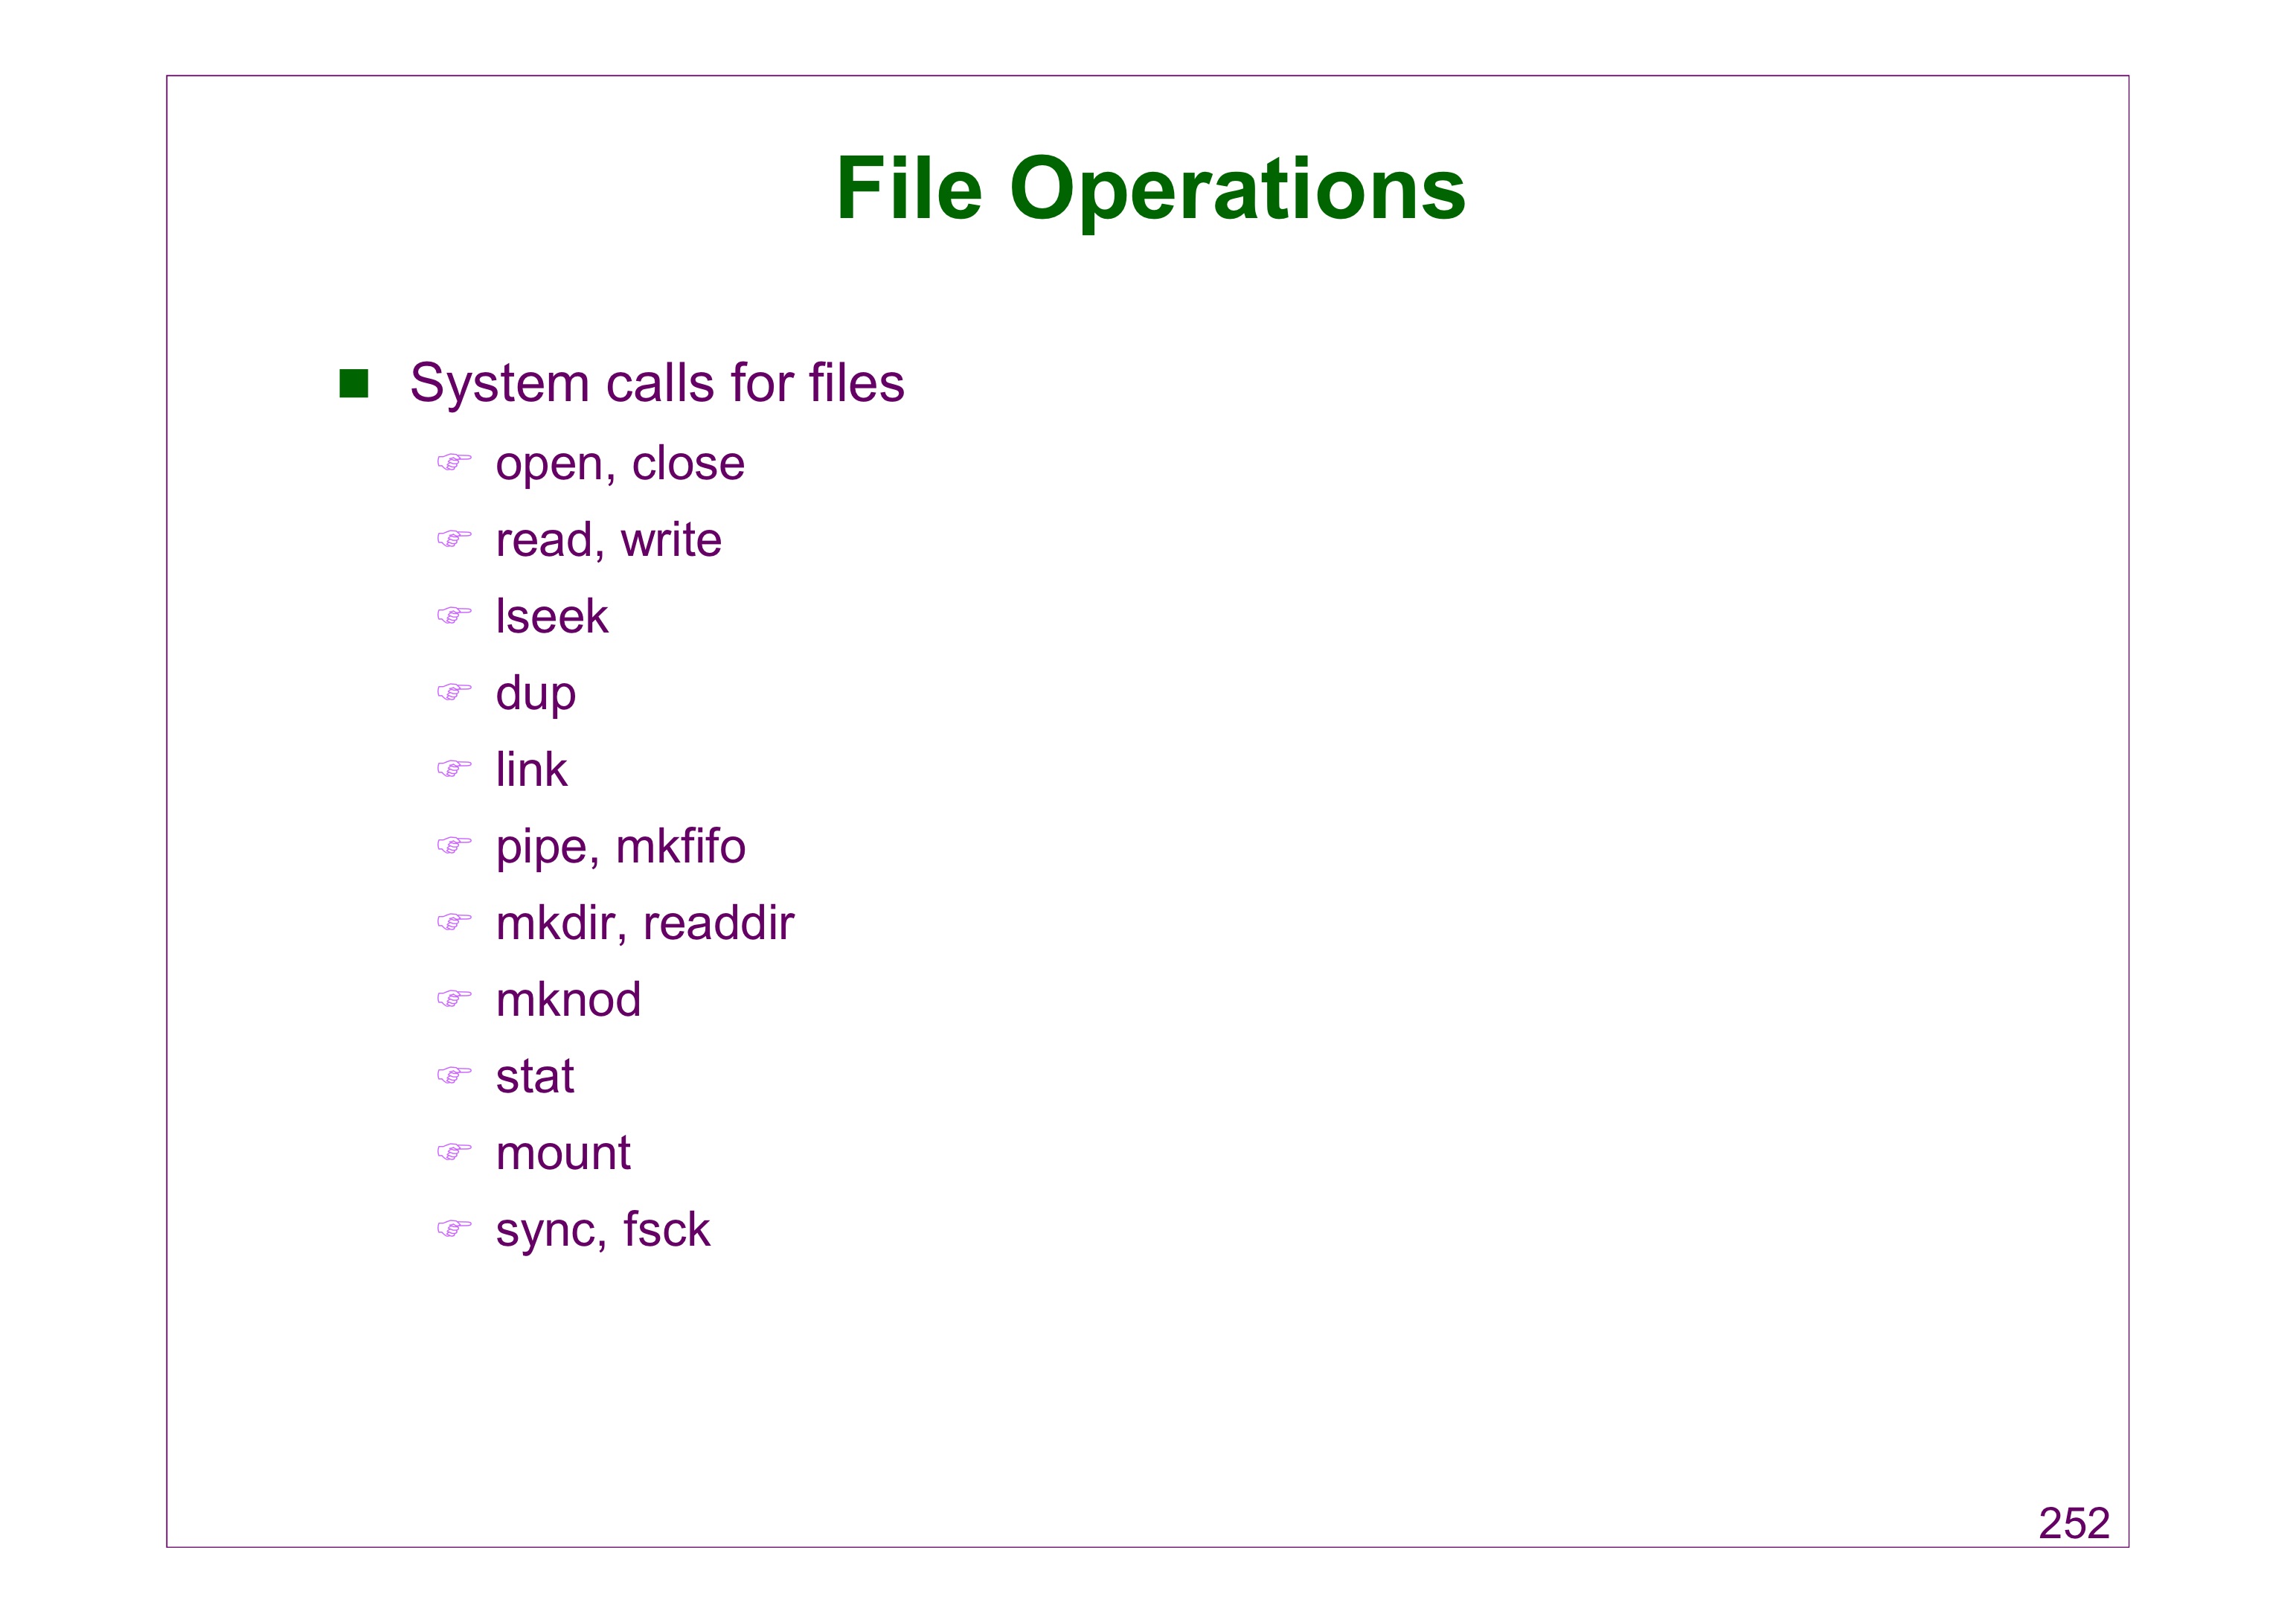 File Operations
System calls for files
open, close
read, write
lseek
dup
link
pipe, mkfifo
mkdir, readdir
mknod
stat
mount
sync, fsck
252